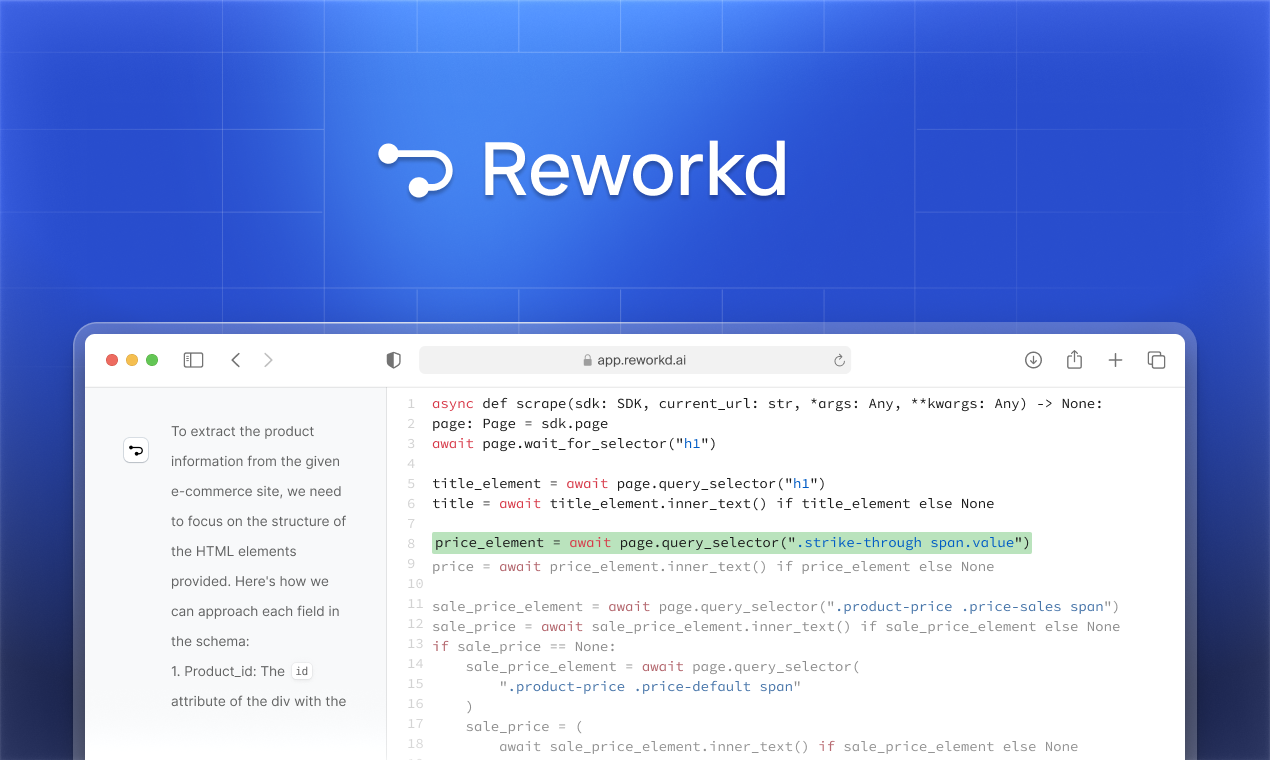 Reworkd
app.reworkd.ai
To extract the product
information from the given
e-commerce site, we need
to focus on the structure of
the HTML elements
provided. Here's how we
can approach each field in
the schema:
1. Product_id: The id
attribute of the div with the
1 async def scrape(sdk: SDK, current_url: str, *args: Any, **kwargs: Any) -> None:
2 page: Page = sdk.page
3 await page.wait_for_selector("h1")
4
5 title_element = await page.query_selector("h1")
6 title = await title_element.inner_text() if title_element else None
7
8 price_element = await page.query_selector(".strike-through span.value")
9 price = await price_element.inner_text() if price_element else None
10
11 sale_price_element = await page.query_selector(".product-price .price-sales span")
12 sale_price = await sale_price_element.inner_text() if sale_price_element else None
13 if sale_price == None:
14     sale_price_element = await page.query_selector(
15         ".product-price .price-default span"
16     )
17     sale_price = (
18         await sale_price_element.inner_text() if sale_price_element else None